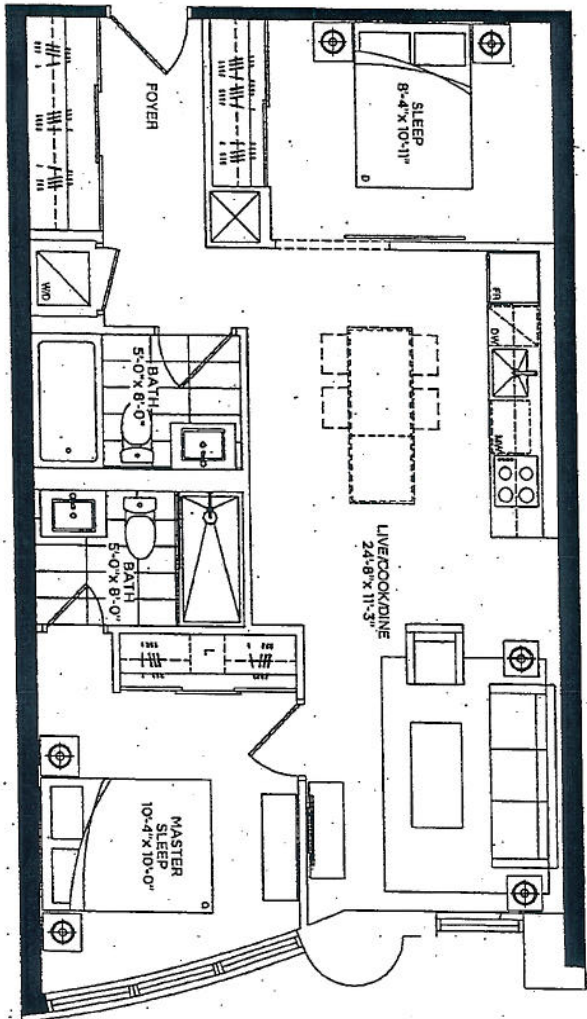 FOYER
SLEEP
8'-4" x 10'-11"
W/D
FR
DW
MW
BATH
5'-0" x 8'-0"
BATH
5'-0" x 8'-0"
LIVE/COOK/DINE
24'-8" x 11'-3"
L
MASTER
SLEEP
10'-4" x 10'-0"
D
Q